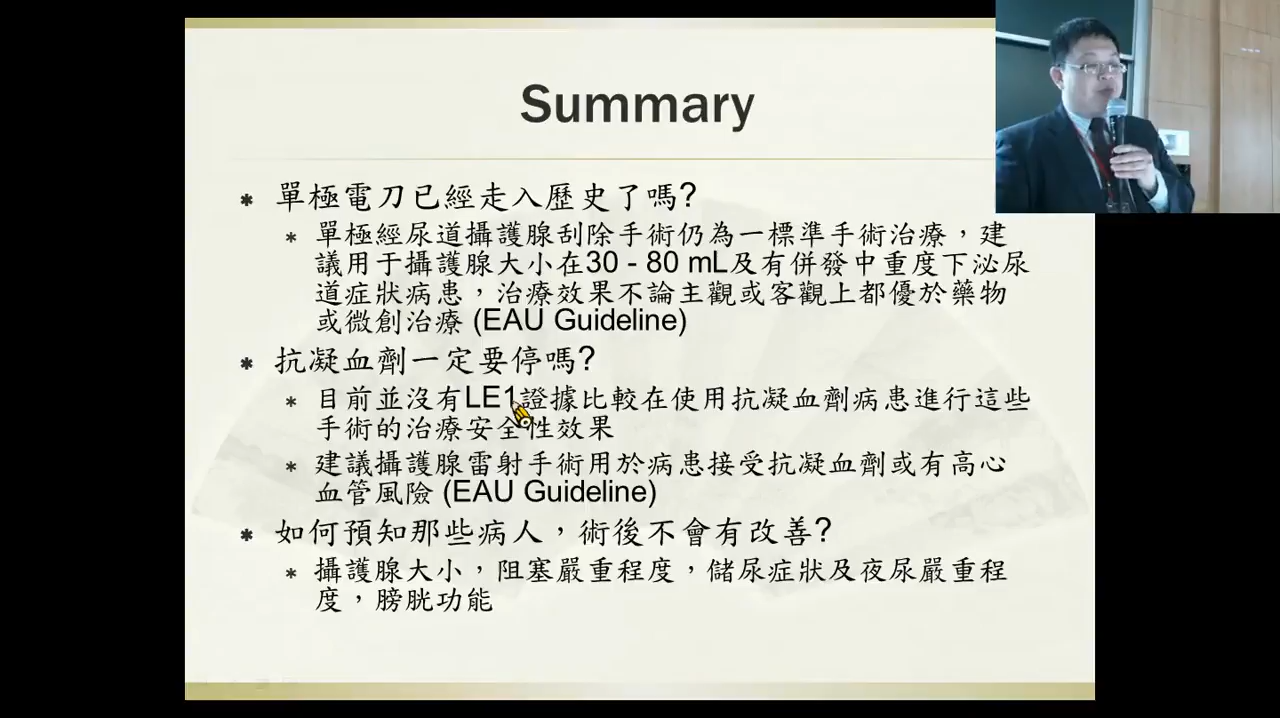 Summary
* 單極電刀已經走入歷史了嗎?
* 單極經尿道攝護腺刮除手術仍為一標準手術治療，建
議用于攝護腺大小在30 - 80 mL及有併發中重度下泌尿
道症狀病患，治療效果不論主觀或客觀上都優於藥物
或微創治療 (EAU Guideline)
* 抗凝血劑一定要停嗎?
* 目前並沒有LE1證據比較在使用抗凝血劑病患進行這些
手術的治療安全性效果
* 建議攝護腺雷射手術用於病患接受抗凝血劑或有高心
血管風險 (EAU Guideline)
* 如何預知那些病人，術後不會有改善?
* 攝護腺大小，阻塞嚴重程度，儲尿症狀及夜尿嚴重程
度，膀胱功能